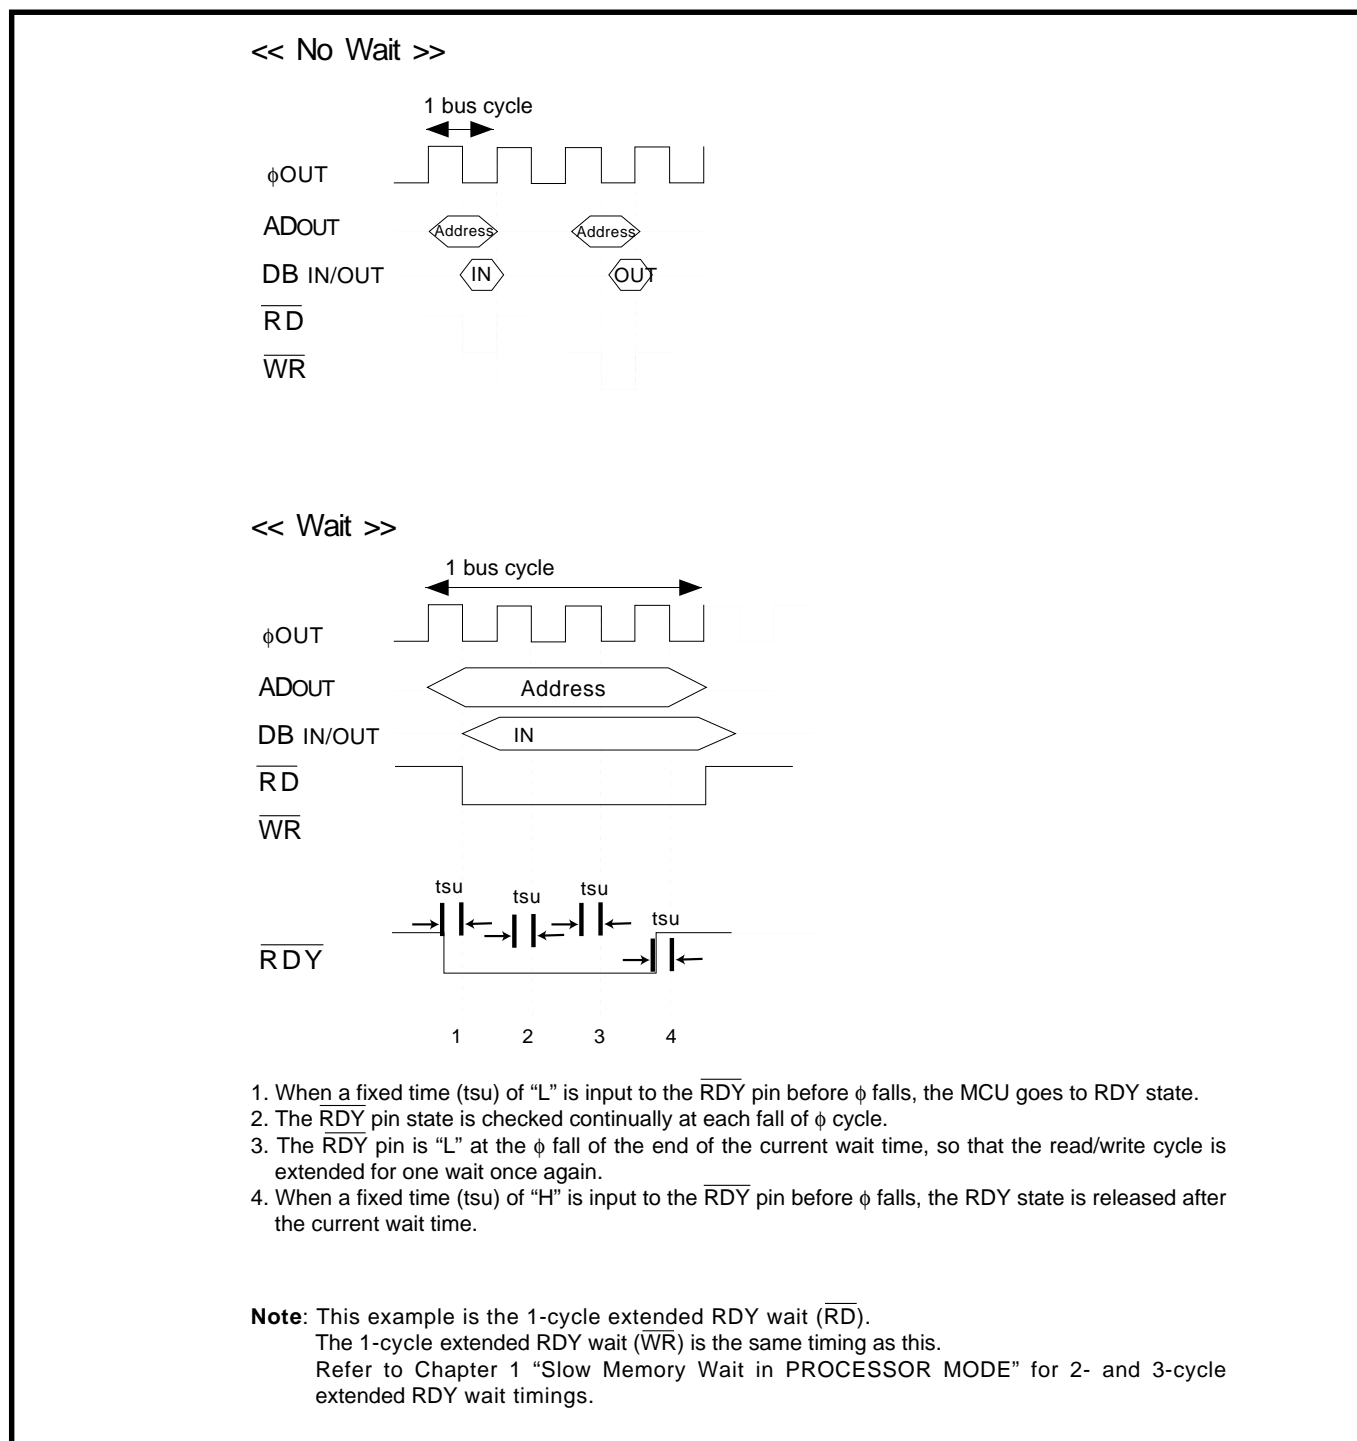 << No Wait >>
1 bus cycle
ϕOUT
ADOUT
Address
Address
DB IN/OUT
IN
OUT
RD
WR
<< Wait >>
1 bus cycle
ϕOUT
ADOUT
Address
DB IN/OUT
IN
RD
WR
tsu
tsu
tsu
tsu
RDY
1 2 3 4
1. When a fixed time (tsu) of “L” is input to the RDY pin before ϕ falls, the MCU goes to RDY state.
2. The RDY pin state is checked continually at each fall of ϕ cycle.
3. The RDY pin is “L” at the ϕ fall of the end of the current wait time, so that the read/write cycle is
extended for one wait once again.
4. When a fixed time (tsu) of “H” is input to the RDY pin before ϕ falls, the RDY state is released after
the current wait time.
Note: This example is the 1-cycle extended RDY wait (RD).
The 1-cycle extended RDY wait (WR) is the same timing as this.
Refer to Chapter 1 “Slow Memory Wait in PROCESSOR MODE” for 2- and 3-cycle
extended RDY wait timings.